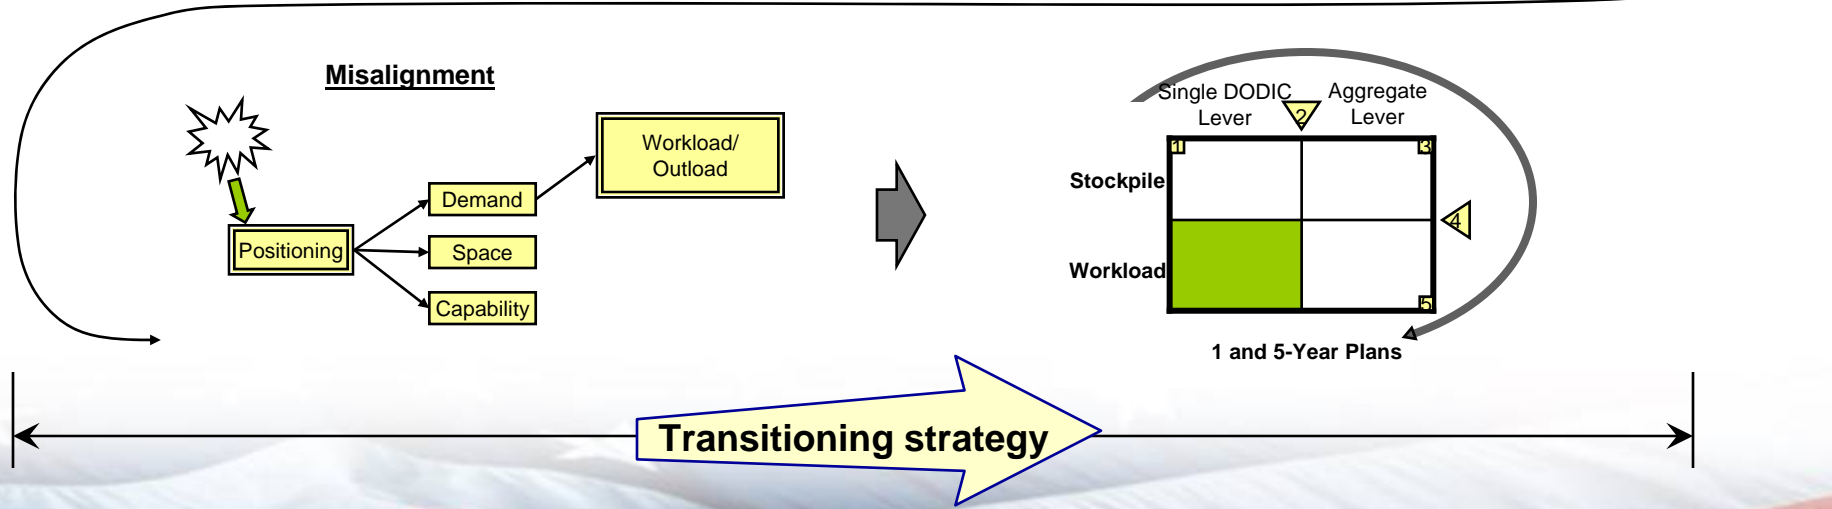 Misalignment
Workload/
Outload
Demand
Positioning
Space
Capability
Single DODIC
Lever
Aggregate
Lever
2
1
3
Stockpile
4
Workload
5
1 and 5-Year Plans
Transitioning strategy